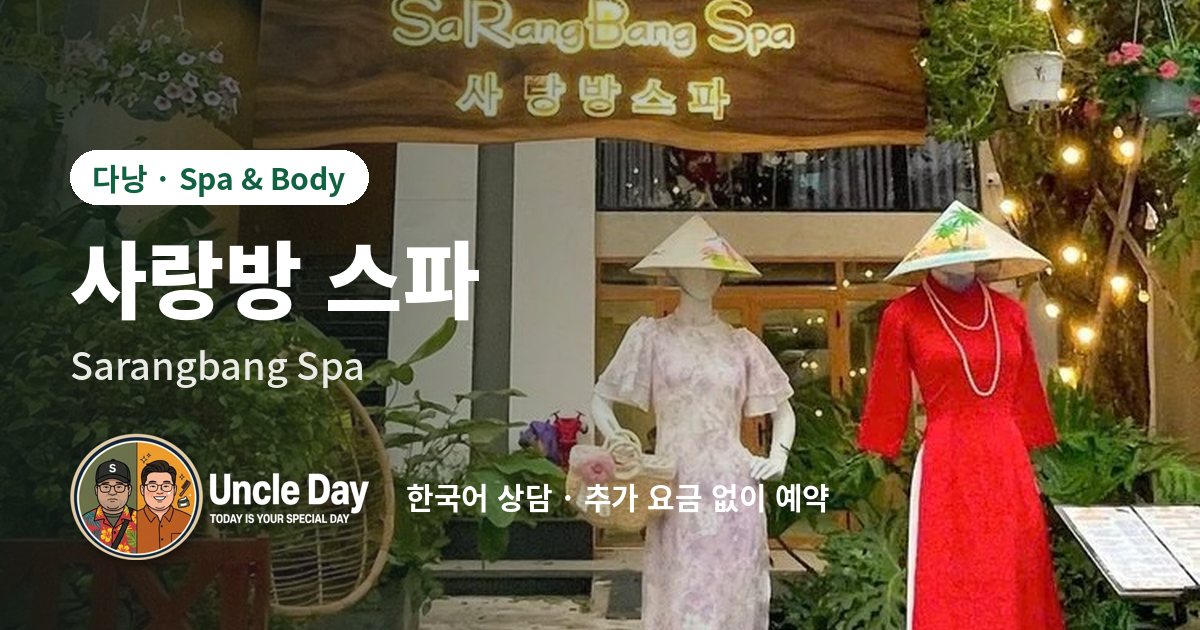 SaRangBang Spa
사랑방스파
다낭 · Spa & Body
사랑방 스파
Sarangbang Spa
S
Uncle Day
TODAY IS YOUR SPECIAL DAY
한국어 상담 · 추가 요금 없이 예약